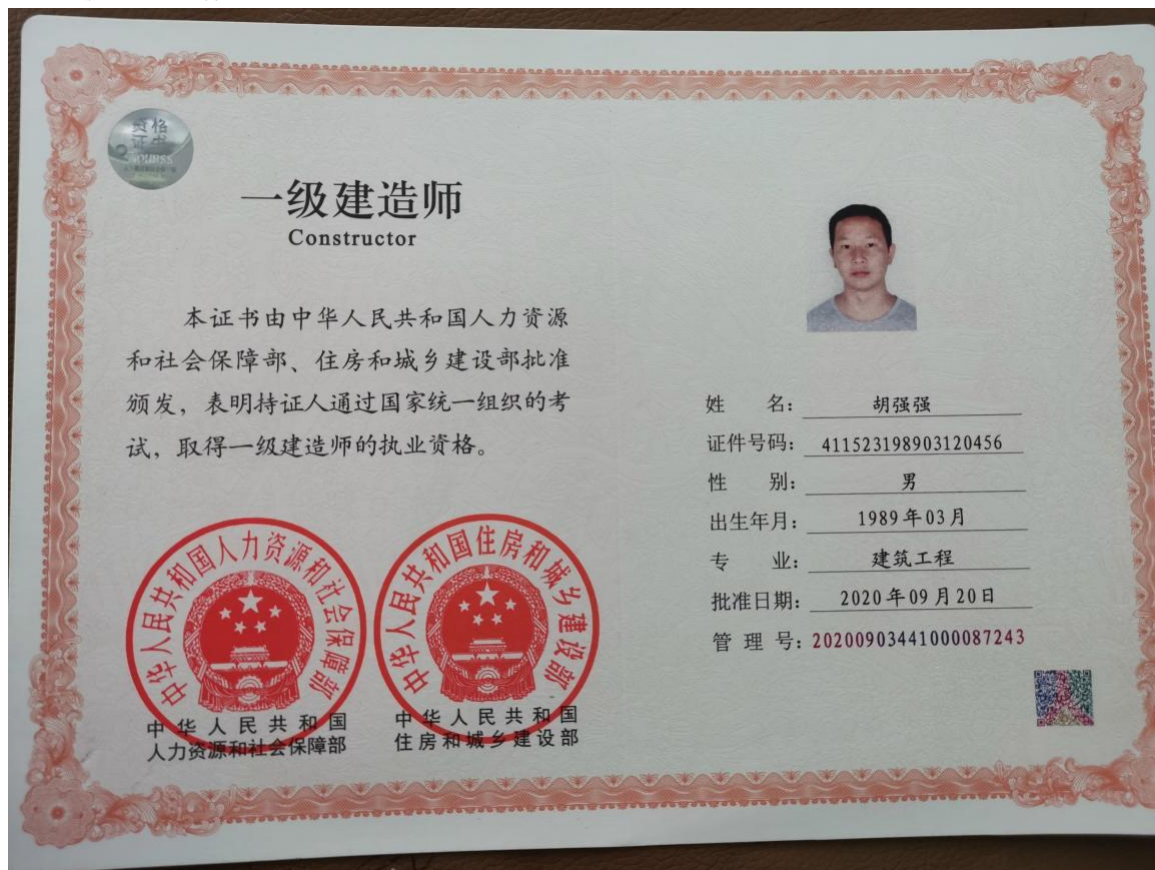 资格
证书
一级建造师
Constructor
本证书由中华人民共和国人力资源
和社会保障部、住房和城乡建设部批准
颁发，表明持证人通过国家统一组织的考
试，取得一级建造师的执业资格。
中华人民共和国人力资源和社会保障部
中华人民共和国
人力资源和社会保障部
中华人民共和国住房和城乡建设部
中华人民共和国
住房和城乡建设部
姓 名： 胡强强
证件号码： 411523198903120456
性 别： 男
出生年月： 1989年03月
专 业： 建筑工程
批准日期： 2020年09月20日
管 理 号： 20200903441000087243